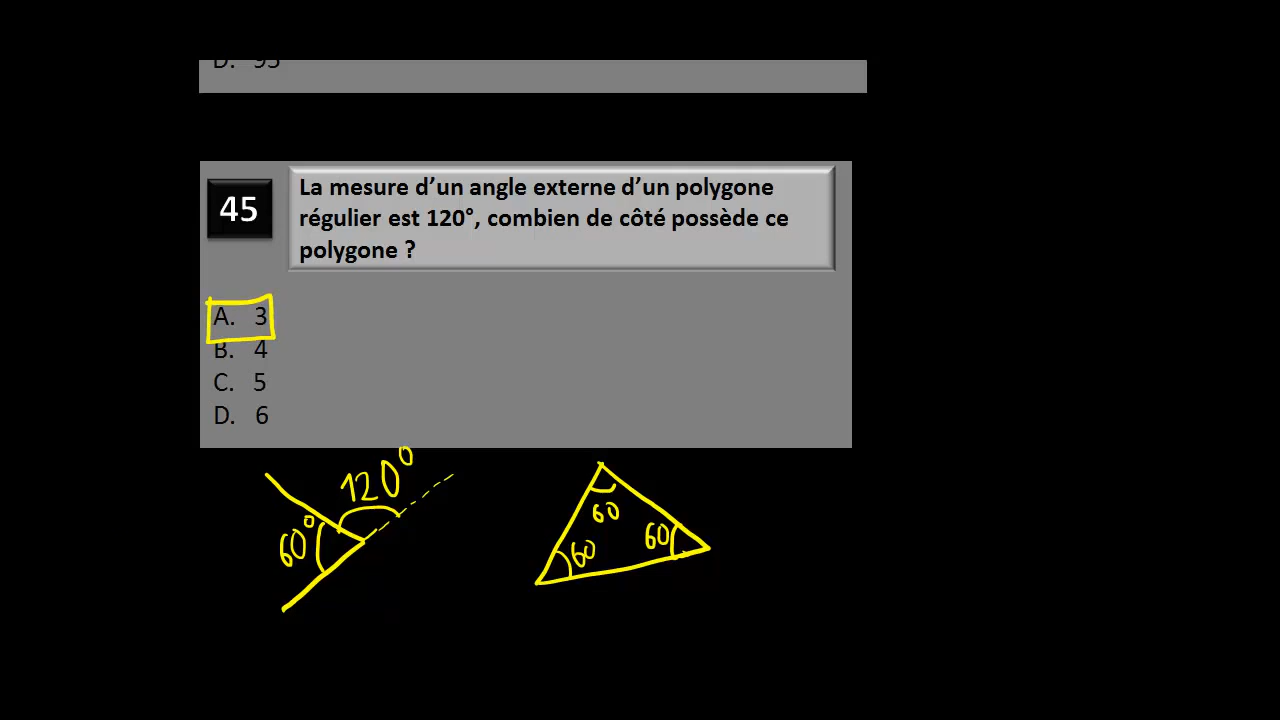 D. 95
45
La mesure d’un angle externe d’un polygone
régulier est 120°, combien de côté possède ce
polygone ?
A. 3
B. 4
C. 5
D. 6
120°
60°
60
60
60